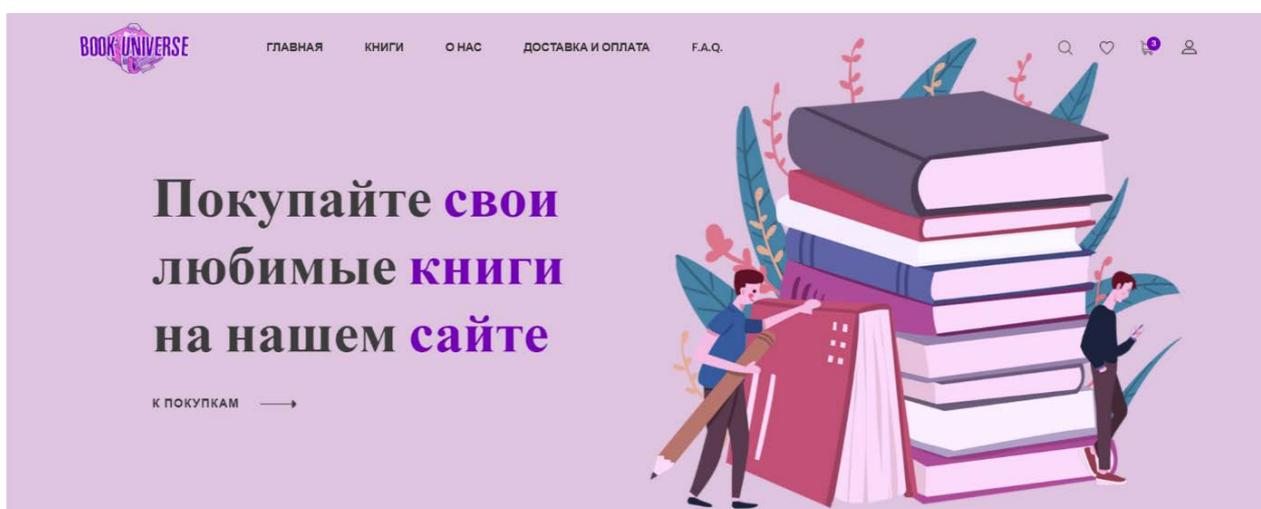 BOOK UNIVERSE
ГЛАВНАЯ
КНИГИ
О НАС
ДОСТАВКА И ОПЛАТА
F.A.Q.
3
Покупайте свои
любимые книги
на нашем сайте
К ПОКУПКАМ